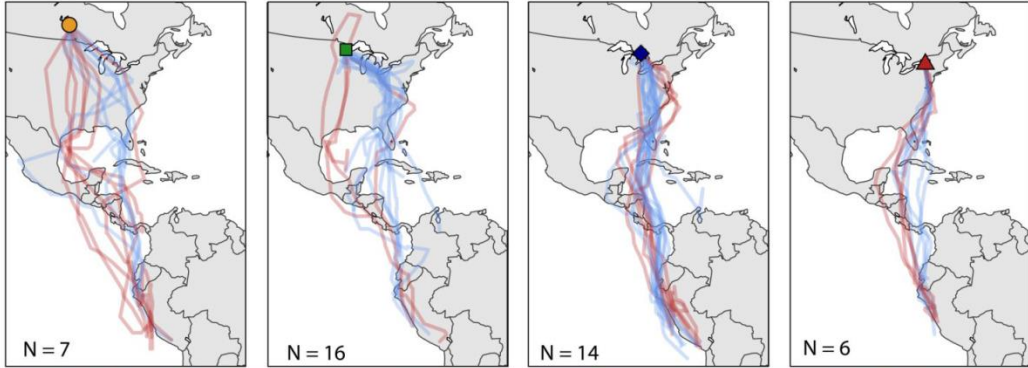 N = 7
N = 16
N = 14
N = 6